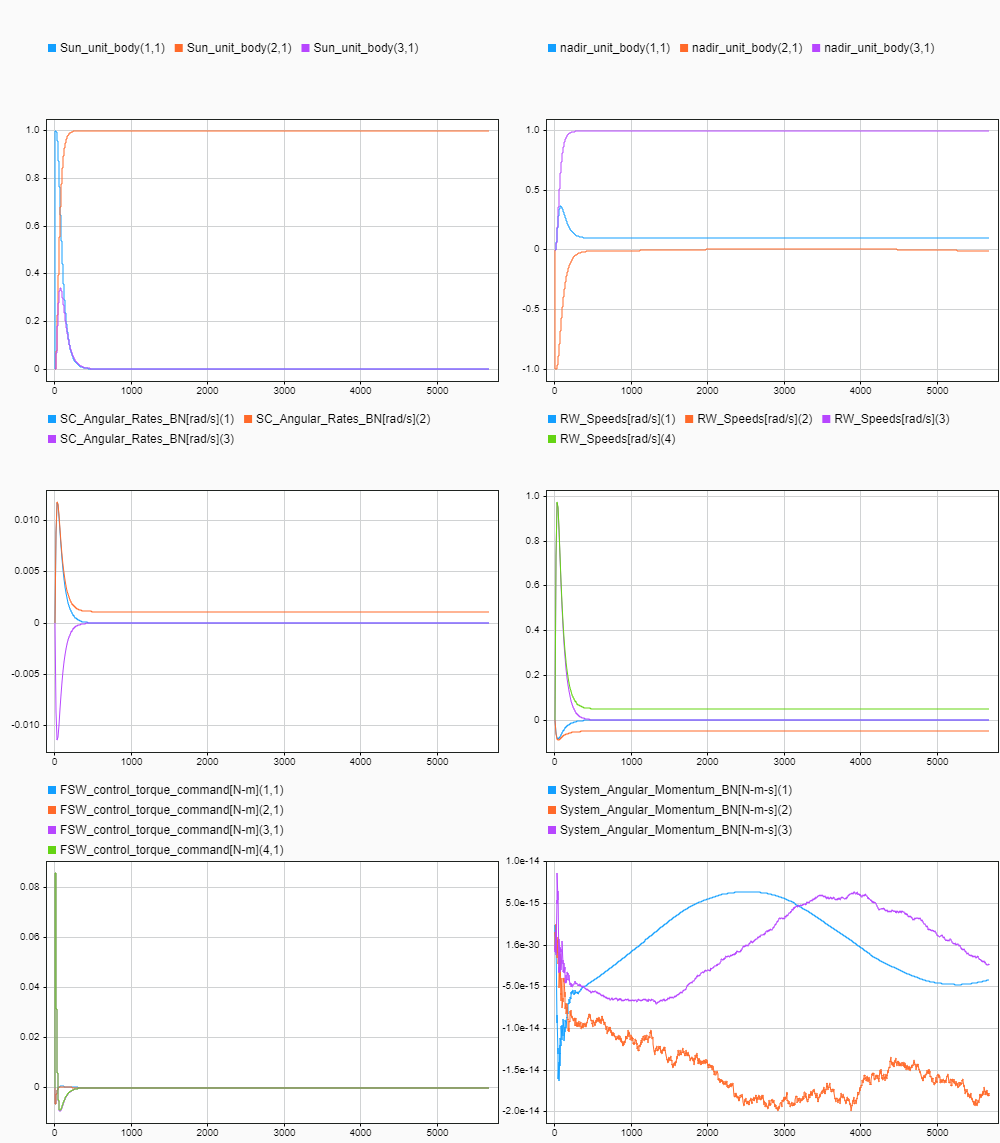 Sun_unit_body(1,1) Sun_unit_body(2,1) Sun_unit_body(3,1)
1.0
0.8
0.6
0.4
0.2
0
0 1000 2000 3000 4000 5000
nadir_unit_body(1,1) nadir_unit_body(2,1) nadir_unit_body(3,1)
1.0
0.5
0
-0.5
-1.0
0 1000 2000 3000 4000 5000
SC_Angular_Rates_BN[rad/s](1) SC_Angular_Rates_BN[rad/s](2)
SC_Angular_Rates_BN[rad/s](3)
0.010
0.005
0
-0.005
-0.010
0 1000 2000 3000 4000 5000
RW_Speeds[rad/s](1) RW_Speeds[rad/s](2) RW_Speeds[rad/s](3)
RW_Speeds[rad/s](4)
1.0
0.8
0.6
0.4
0.2
0
0 1000 2000 3000 4000 5000
FSW_control_torque_command[N-m](1,1)
FSW_control_torque_command[N-m](2,1)
FSW_control_torque_command[N-m](3,1)
FSW_control_torque_command[N-m](4,1)
0.08
0.06
0.04
0.02
0
0 1000 2000 3000 4000 5000
System_Angular_Momentum_BN[N-m-s](1)
System_Angular_Momentum_BN[N-m-s](2)
System_Angular_Momentum_BN[N-m-s](3)
1.0e-14
5.0e-15
1.6e-30
-5.0e-15
-1.0e-14
-1.5e-14
-2.0e-14
0 1000 2000 3000 4000 5000